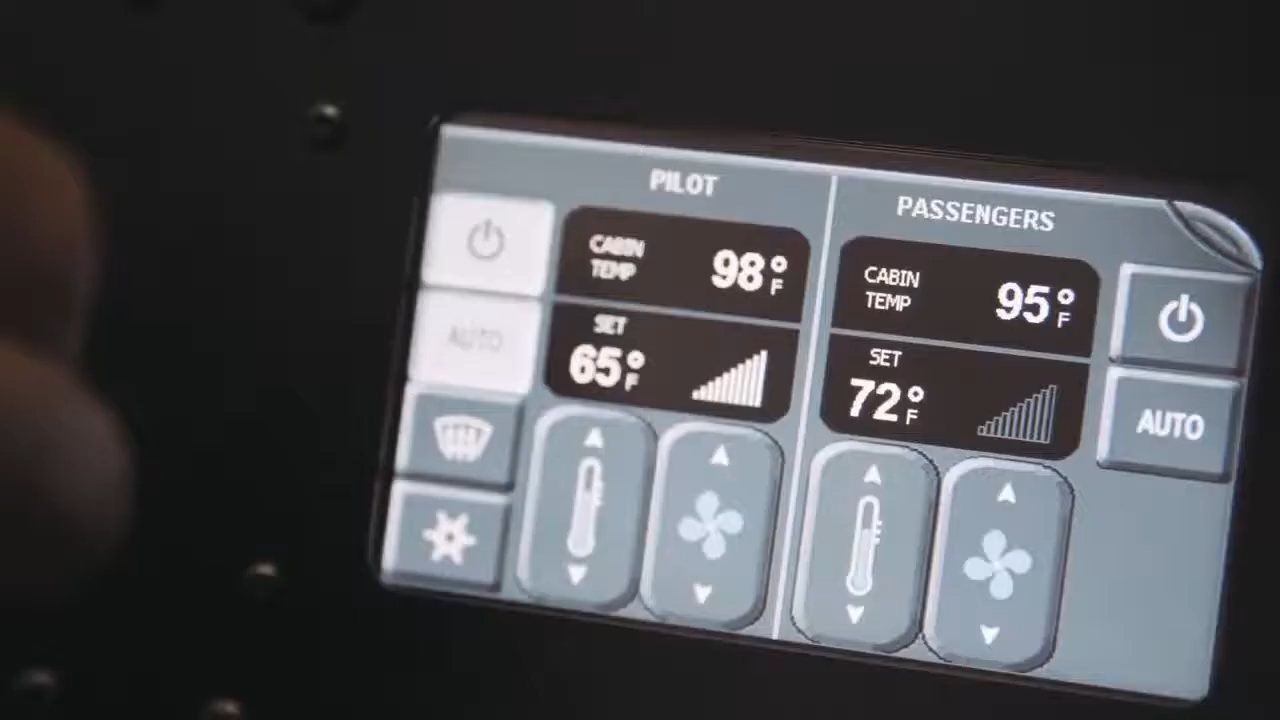 PILOT
CABIN
TEMP
98°F
SET
65°F
AUTO
PASSENGERS
CABIN
TEMP
95°F
SET
72°F
AUTO